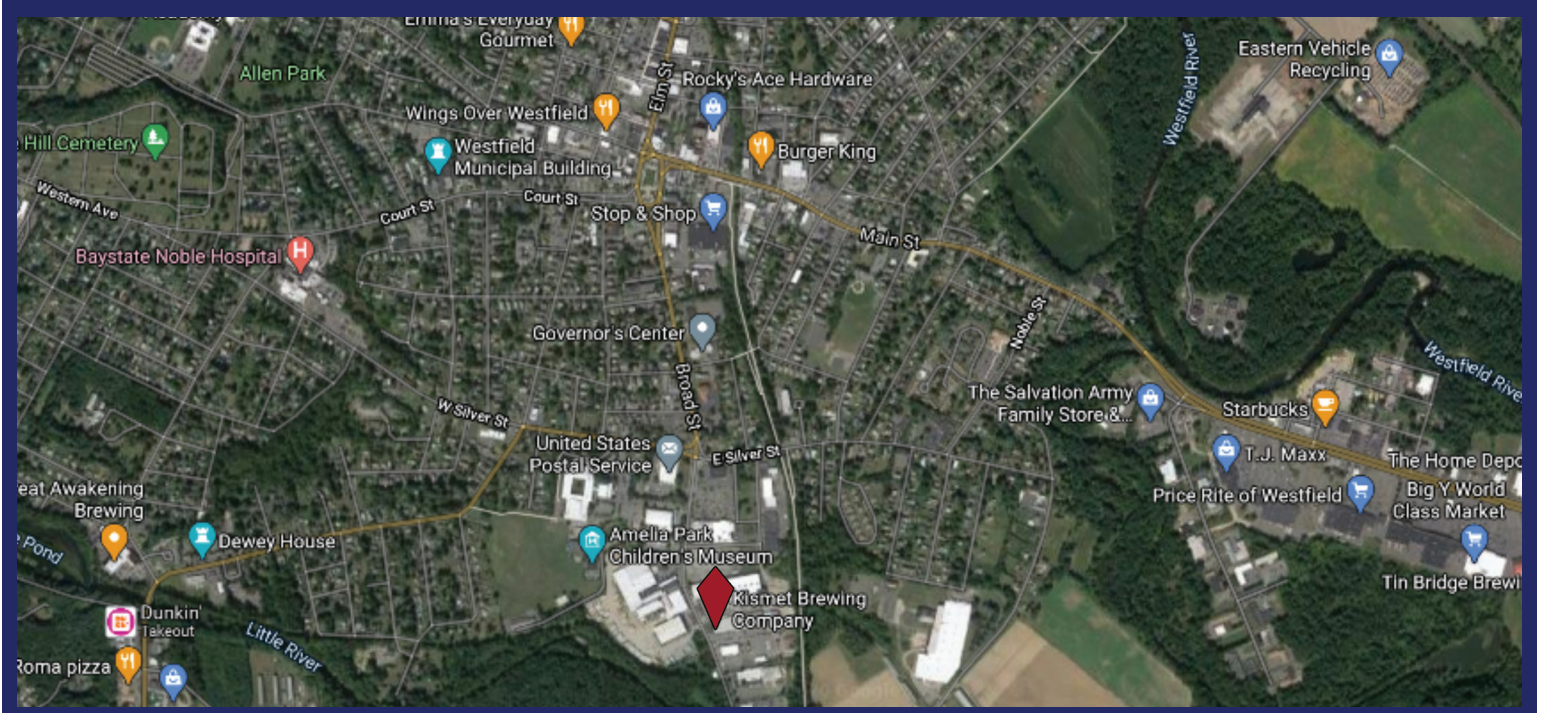 Emma's Everyday
Gourmet
Allen Park
Westfield River
Eastern Vehicle
Recycling
Elm St
Rocky's Ace Hardware
Wings Over Westfield
Hill Cemetery
Westfield
Municipal Building
Burger King
Western Ave
Court St
Court St
Stop & Shop
Main St
Baystate Noble Hospital
Noble St
Governor's Center
Westfield Rive
Broad St
The Salvation Army
Family Store &...
Starbucks
W Silver St
United States
Postal Service
E Silver St
T.J. Maxx
The Home Depo
Price Rite of Westfield
Big Y World
Class Market
eat Awakening
Brewing
Pond
Dewey House
Amelia Park
Children's Museum
Tin Bridge Brewi
Kismet Brewing
Company
Dunkin'
Takeout
Little River
Roma pizza